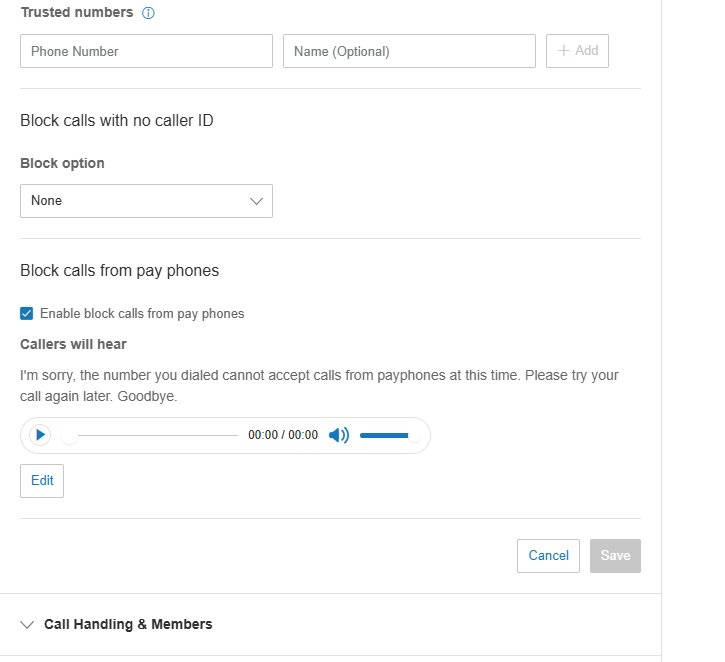 Trusted numbers
Phone Number
Name (Optional)
+ Add
Block calls with no caller ID
Block option
None
Block calls from pay phones
Enable block calls from pay phones
Callers will hear
I'm sorry, the number you dialed cannot accept calls from payphones at this time. Please try your
call again later. Goodbye.
00:00 / 00:00
Edit
Cancel
Save
Call Handling & Members